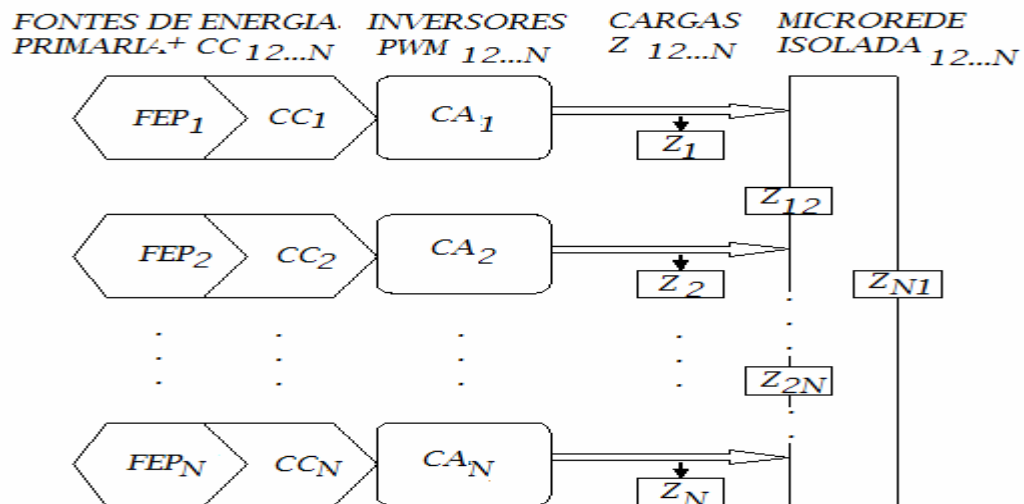 FONTES DE ENERGIA INVERSORES CARGAS MICROREDE
PRIMARIA+ CC 12...N PWM 12...N Z 12...N ISOLADA 12...N
FEP1 CC1 CA1
Z1
Z12
FEP2 CC2 CA2
Z2 ZN1
Z2N
FEPN CCN CAN
ZN